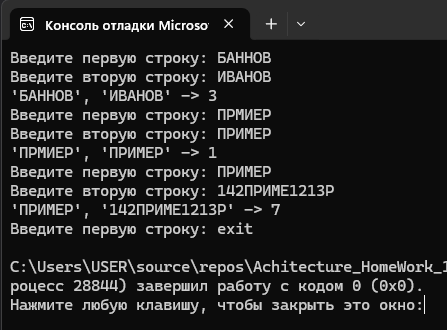 Консоль отладки Microsoft
Введите первую строку: БАННОВ
Введите вторую строку: ИВАНОВ
'БАННОВ', 'ИВАНОВ' -> 3
Введите первую строку: ПРМИЕР
Введите вторую строку: ПРИМЕР
'ПРМИЕР', 'ПРИМЕР' -> 1
Введите первую строку: ПРИМЕР
Введите вторую строку: 142ПРИМЕ1213Р
'ПРИМЕР', '142ПРИМЕ1213Р' -> 7
Введите первую строку: exit
C:\Users\USER\source\repos\Achitecture_HomeWork_1
роцесс 28844) завершил работу с кодом 0 (0x0).
Нажмите любую клавишу, чтобы закрыть это окно: